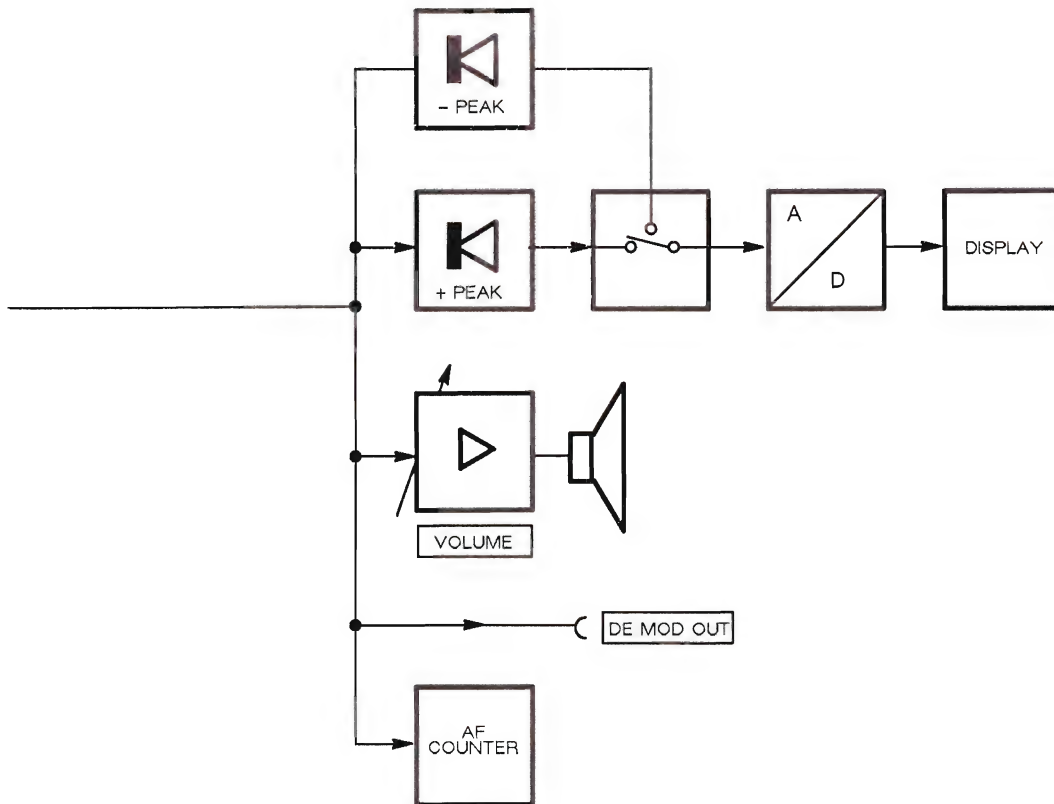 – PEAK
+ PEAK
A
D
DISPLAY
VOLUME
DE MOD OUT
AF
COUNTER